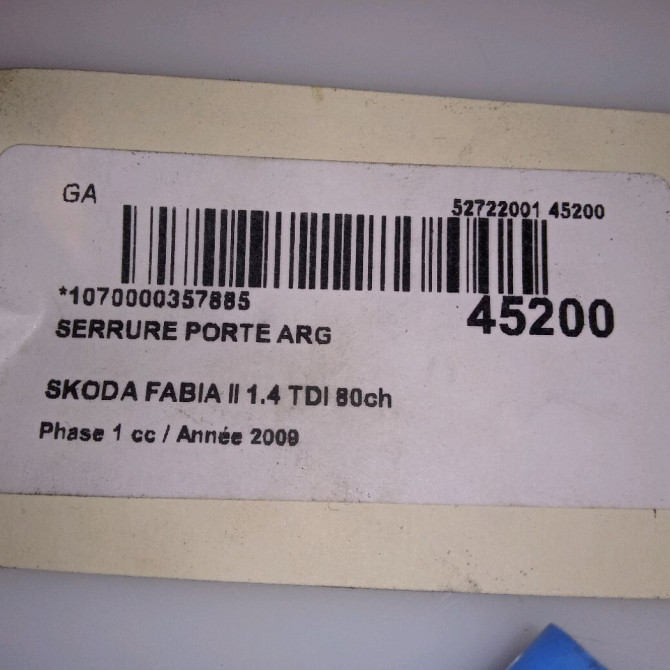 GA
52722001 45200
*1070000357885
45200
SERRURE PORTE ARG
SKODA FABIA II 1.4 TDI 80ch
Phase 1 cc / Année 2009